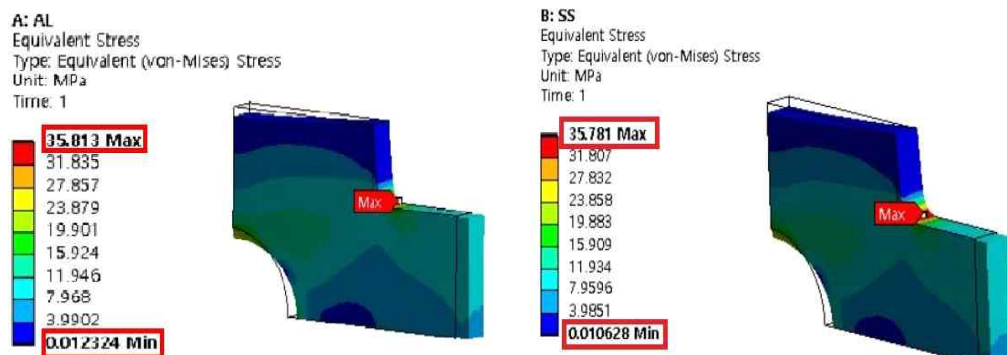 A: AL
Equivalent Stress
Type: Equivalent (von-Mises) Stress
Unit: MPa
Time: 1
35.813 Max
31.835
27.857
23.879
19.901
15.924
11.946
7.968
3.9902
0.012324 Min
Max
B: SS
Equivalent Stress
Type: Equivalent (von-Mises) Stress
Unit: MPa
Time: 1
35.781 Max
31.807
27.832
23.858
19.883
15.909
11.934
7.9596
3.9851
0.010628 Min
Max